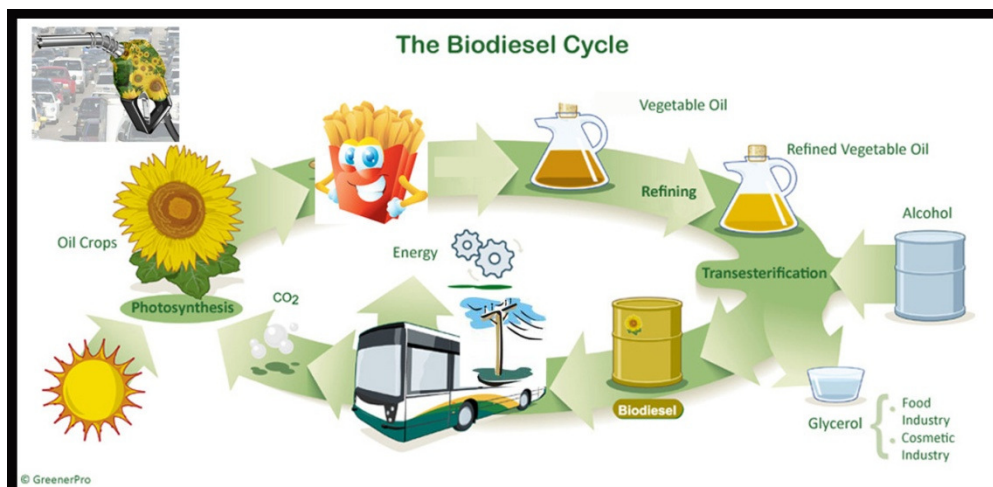 The Biodiesel Cycle
Vegetable Oil
Refined Vegetable Oil
Refining
Alcohol
Oil Crops
Energy
Transesterification
CO2
Photosynthesis
Biodiesel
Glycerol
• Food
Industry
• Cosmetic
Industry
© GreenerPro